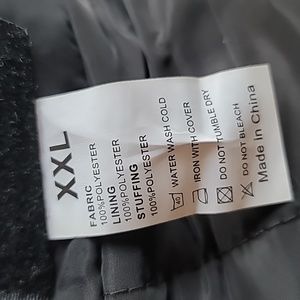 XXL
FABRIC
100%POLYESTER
LINING
100%POLYESTER
STUFFING
100%POLYESTER
WATER WASH COLD
IRON WITH COVER
DO NOT TUMBLE DRY
DO NOT BLEACH
Made In China